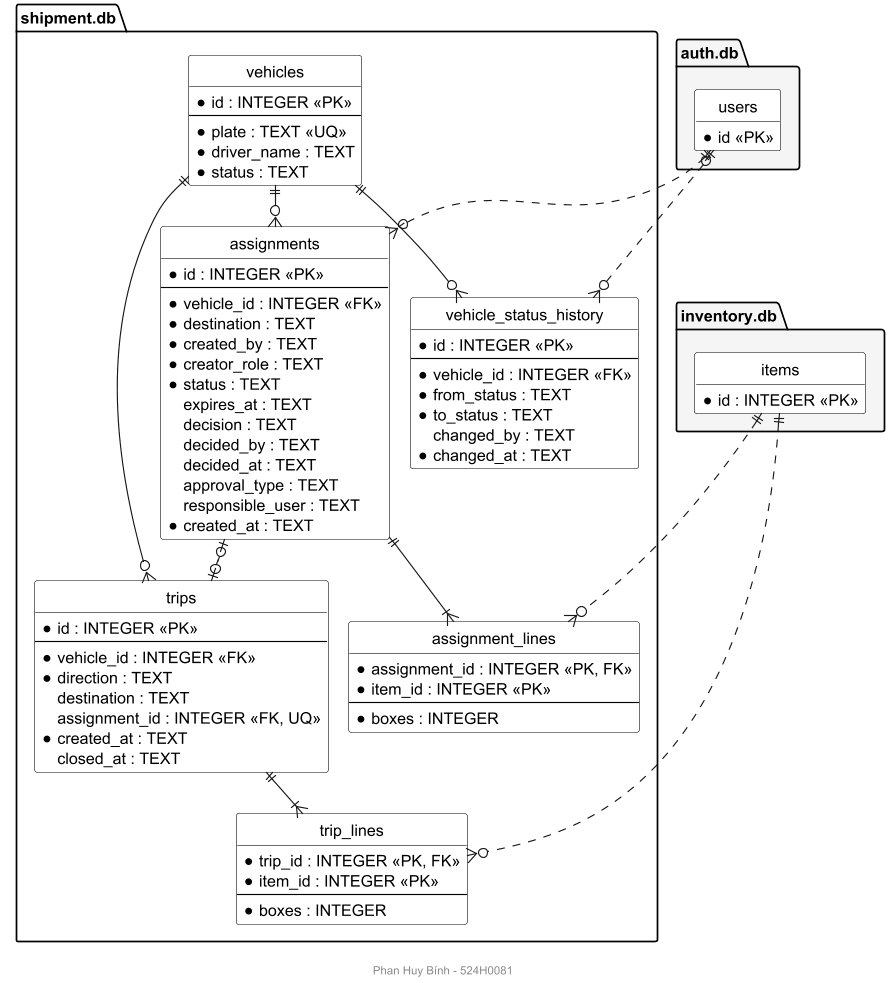 shipment.db
vehicles
id : INTEGER «PK»
plate : TEXT «UQ»
driver_name : TEXT
status : TEXT
auth.db
users
id «PK»
assignments
id : INTEGER «PK»
vehicle_id : INTEGER «FK»
destination : TEXT
created_by : TEXT
creator_role : TEXT
status : TEXT
expires_at : TEXT
decision : TEXT
decided_by : TEXT
decided_at : TEXT
approval_type : TEXT
responsible_user : TEXT
created_at : TEXT
vehicle_status_history
id : INTEGER «PK»
vehicle_id : INTEGER «FK»
from_status : TEXT
to_status : TEXT
changed_by : TEXT
changed_at : TEXT
inventory.db
items
id : INTEGER «PK»
trips
id : INTEGER «PK»
vehicle_id : INTEGER «FK»
direction : TEXT
destination : TEXT
assignment_id : INTEGER «FK, UQ»
created_at : TEXT
closed_at : TEXT
assignment_lines
assignment_id : INTEGER «PK, FK»
item_id : INTEGER «PK»
boxes : INTEGER
trip_lines
trip_id : INTEGER «PK, FK»
item_id : INTEGER «PK»
boxes : INTEGER
Phan Huy Bính - 524H0081